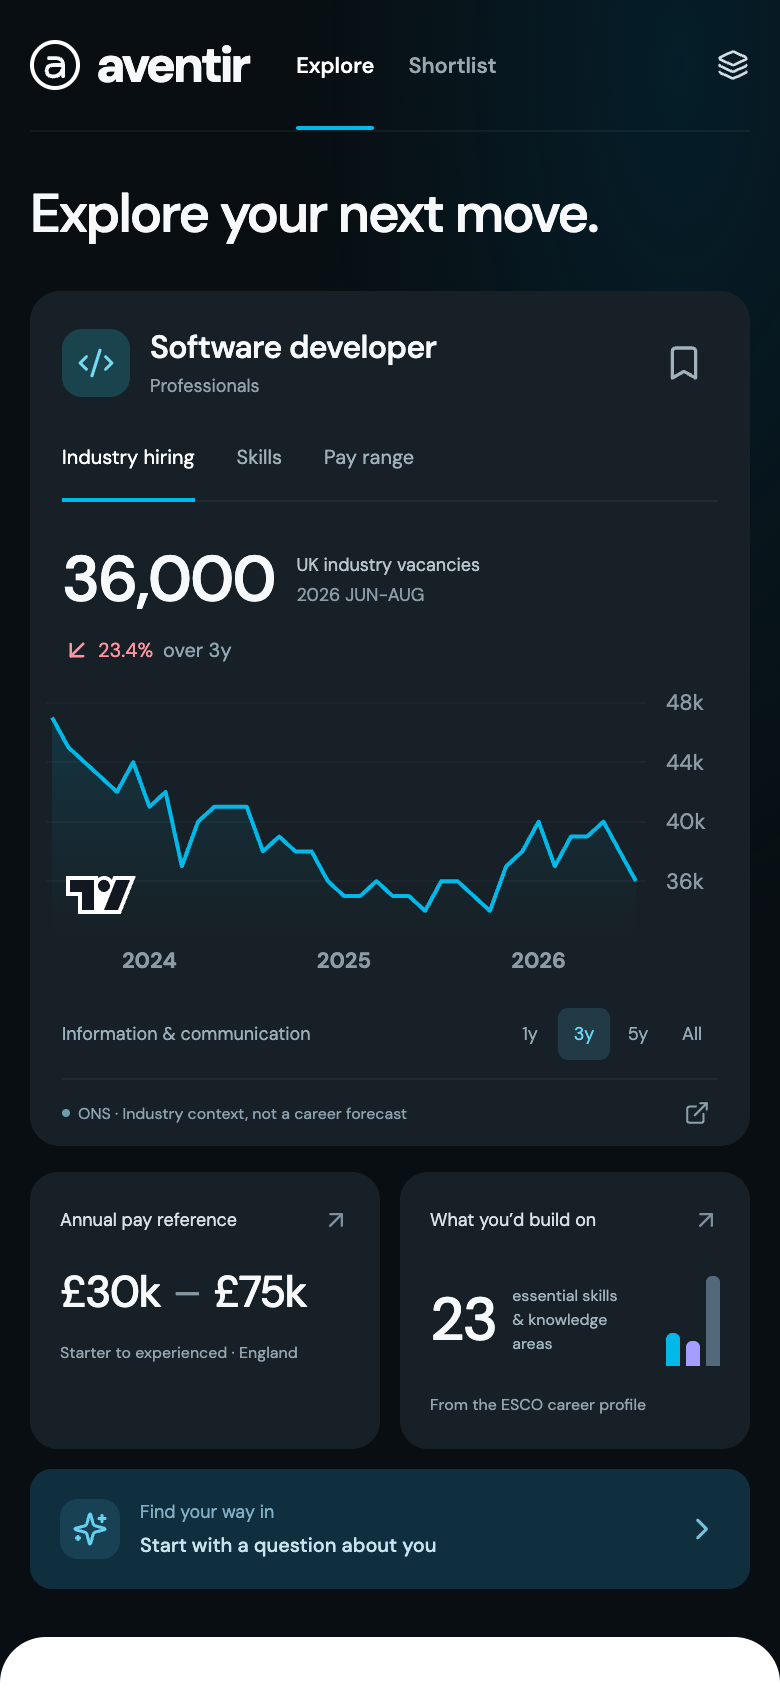 aventir
Explore
Shortlist
Explore your next move.
Software developer
Professionals
Industry hiring
Skills
Pay range
36,000
UK industry vacancies
2026 JUN–AUG
23.4% over 3y
48k
44k
40k
36k
2024
2025
2026
Information & communication
1y
3y
5y
All
ONS · Industry context, not a career forecast
Annual pay reference
£30k – £75k
Starter to experienced · England
What you’d build on
23
essential skills
& knowledge
areas
From the ESCO career profile
Find your way in
Start with a question about you